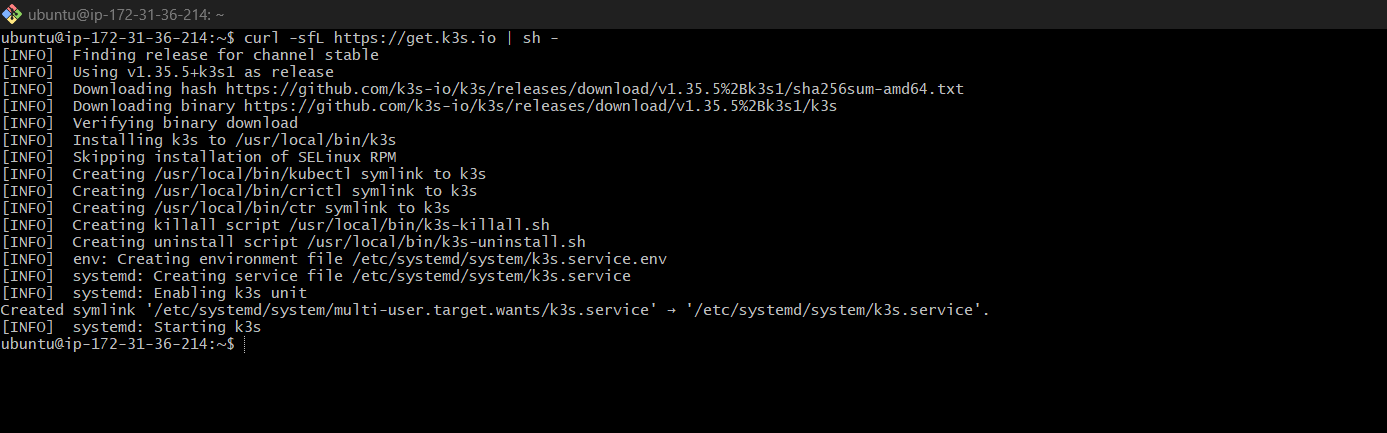 ubuntu@ip-172-31-36-214: ~
ubuntu@ip-172-31-36-214:~$ curl -sfL https://get.k3s.io | sh -
[INFO]  Finding release for channel stable
[INFO]  Using v1.35.5+k3s1 as release
[INFO]  Downloading hash https://github.com/k3s-io/k3s/releases/download/v1.35.5%2Bk3s1/sha256sum-amd64.txt
[INFO]  Downloading binary https://github.com/k3s-io/k3s/releases/download/v1.35.5%2Bk3s1/k3s
[INFO]  Verifying binary download
[INFO]  Installing k3s to /usr/local/bin/k3s
[INFO]  Skipping installation of SELinux RPM
[INFO]  Creating /usr/local/bin/kubectl symlink to k3s
[INFO]  Creating /usr/local/bin/crictl symlink to k3s
[INFO]  Creating /usr/local/bin/ctr symlink to k3s
[INFO]  Creating killall script /usr/local/bin/k3s-killall.sh
[INFO]  Creating uninstall script /usr/local/bin/k3s-uninstall.sh
[INFO]  env: Creating environment file /etc/systemd/system/k3s.service.env
[INFO]  systemd: Creating service file /etc/systemd/system/k3s.service
[INFO]  systemd: Enabling k3s unit
Created symlink '/etc/systemd/system/multi-user.target.wants/k3s.service' → '/etc/systemd/system/k3s.service'.
[INFO]  systemd: Starting k3s
ubuntu@ip-172-31-36-214:~$